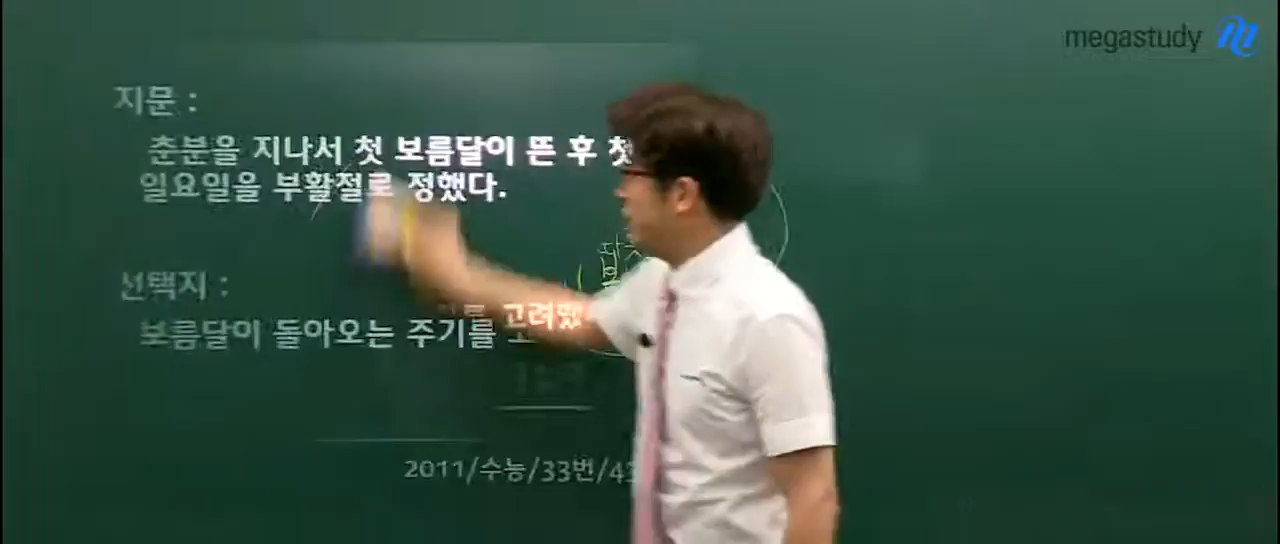 megastudy
지문 :
춘분을 지나서 첫 보름달이 뜬 후 첫
일요일을 부활절로 정했다.
선택지 :
보름달이 돌아오는 주기를 고려했
2011/수능/33번/43